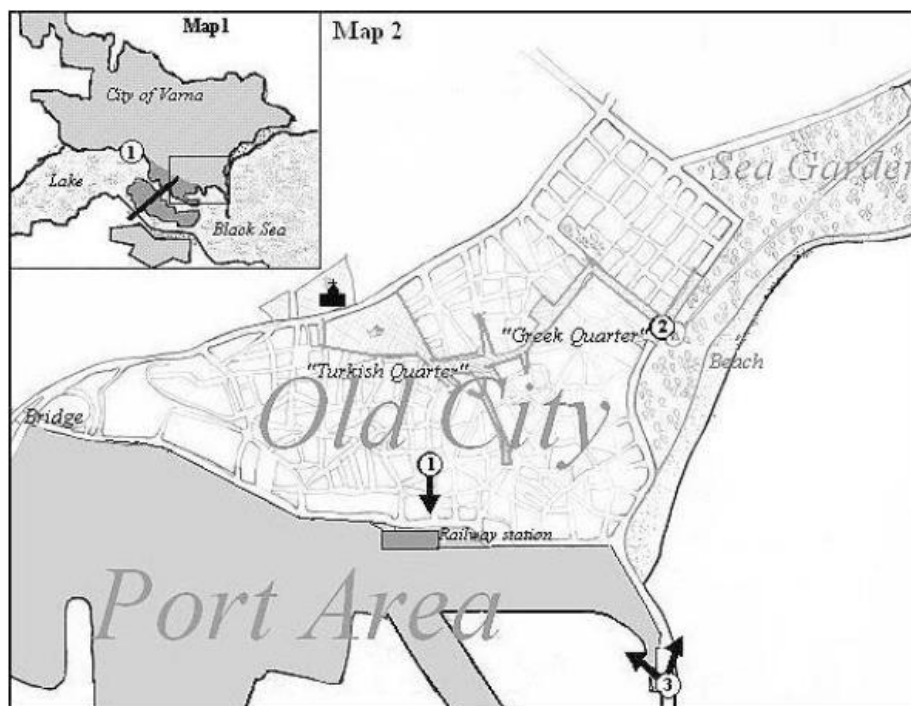 Map1
City of Varna
1
Lake
Black Sea
Map 2
Sea Garden
2
"Greek Quarter"
Beach
"Turkish Quarter"
Old City
Bridge
1
Railway station
Port Area
3